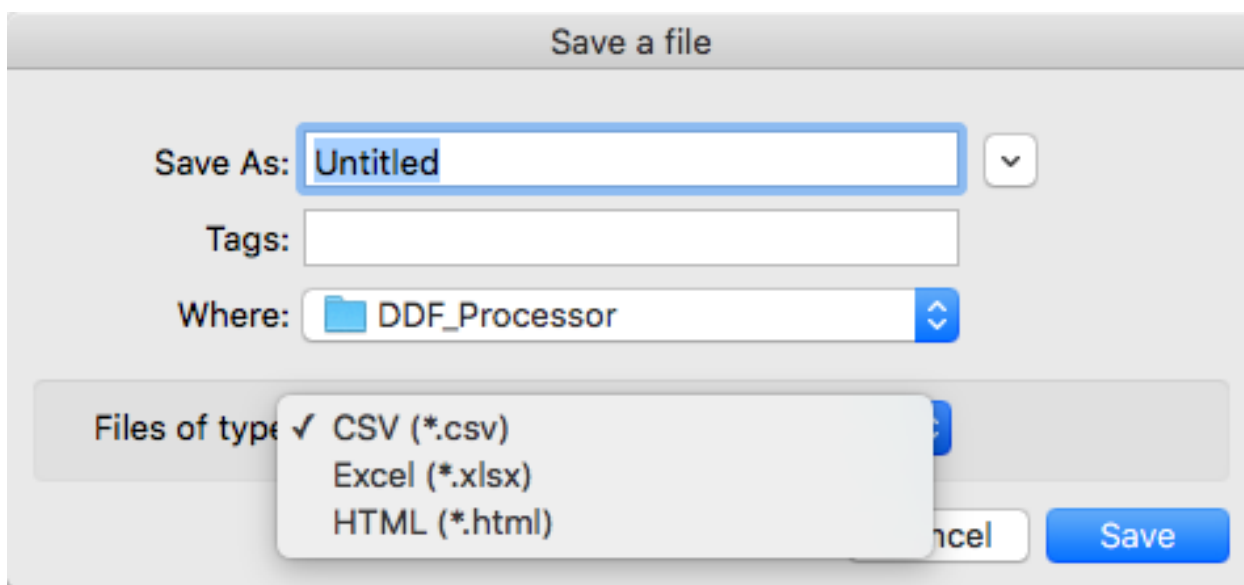 Save a file
Save As: Untitled
Tags:
Where: DDF_Processor
Files of type ✓ CSV (*.csv)
Excel (*.xlsx)
HTML (*.html)
ncel Save